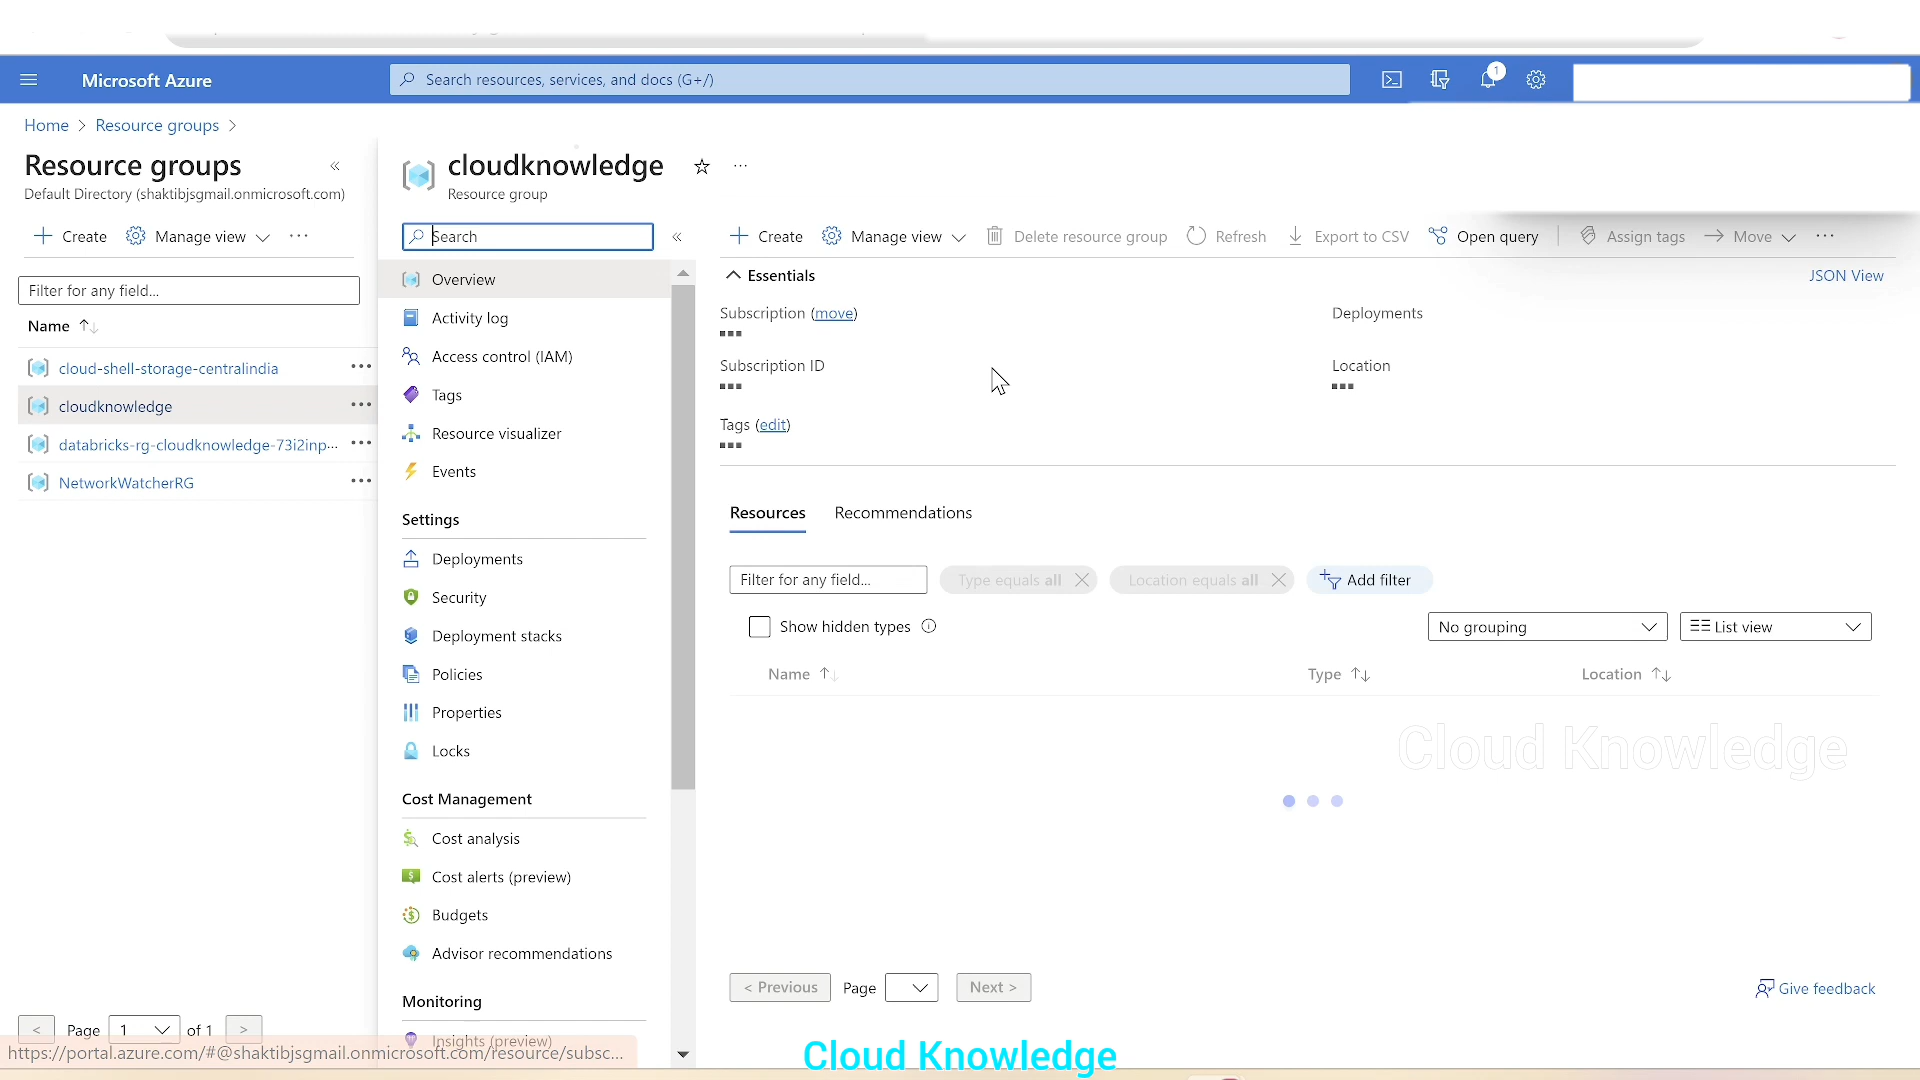 Microsoft Azure
Search resources, services, and docs (G+/)
1
Home > Resource groups >
Resource groups
Default Directory (shaktibjsgmail.onmicrosoft.com)
Create
Manage view
Filter for any field...
Name
cloud-shell-storage-centralindia
cloudknowledge
databricks-rg-cloudknowledge-73i2inp...
NetworkWatcherRG
< Page 1 of 1 >
https://portal.azure.com/#@shaktibjsgmail.onmicrosoft.com/resource/subsc...
cloudknowledge
Resource group
Search
Overview
Activity log
Access control (IAM)
Tags
Resource visualizer
Events
Settings
Deployments
Security
Deployment stacks
Policies
Properties
Locks
Cost Management
Cost analysis
Cost alerts (preview)
Budgets
Advisor recommendations
Monitoring
Insights (preview)
Create
Manage view
Delete resource group
Refresh
Export to CSV
Open query
Assign tags
Move
Essentials
JSON View
Subscription (move)
Deployments
Subscription ID
Location
Tags (edit)
Resources
Recommendations
Filter for any field...
Type equals all
Location equals all
Add filter
Show hidden types
No grouping
List view
Name
Type
Location
Cloud Knowledge
< Previous
Page
Next >
Give feedback
Cloud Knowledge